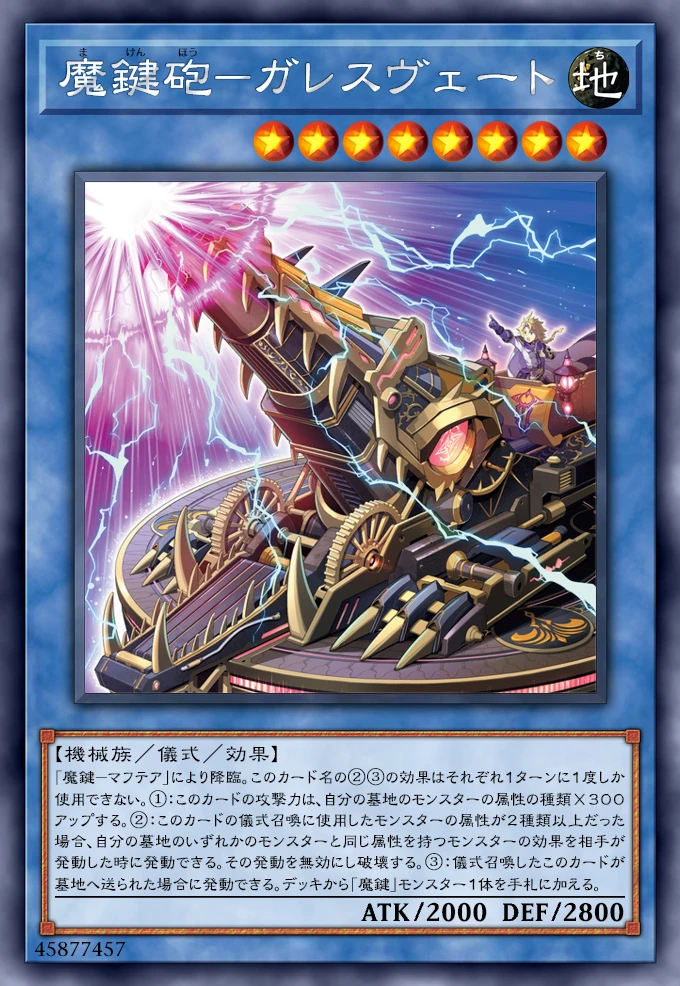 ま けん ほう
魔鍵砲－ガレスヴェート
ち
地
【機械族／儀式／効果】
「魔鍵－マフテア」により降臨。このカード名の②③の効果はそれぞれ１ターンに１度しか
使用できない。①：このカードの攻撃力は、自分の墓地のモンスターの属性の種類×３００
アップする。②：このカードの儀式召喚に使用したモンスターの属性が２種類以上だった
場合、自分の墓地のいずれかのモンスターと同じ属性を持つモンスターの効果を相手が
発動した時に発動できる。その発動を無効にし破壊する。③：儀式召喚したこのカードが
墓地へ送られた場合に発動できる。デッキから「魔鍵」モンスター１体を手札に加える。
ATK/2000 DEF/2800
45877457